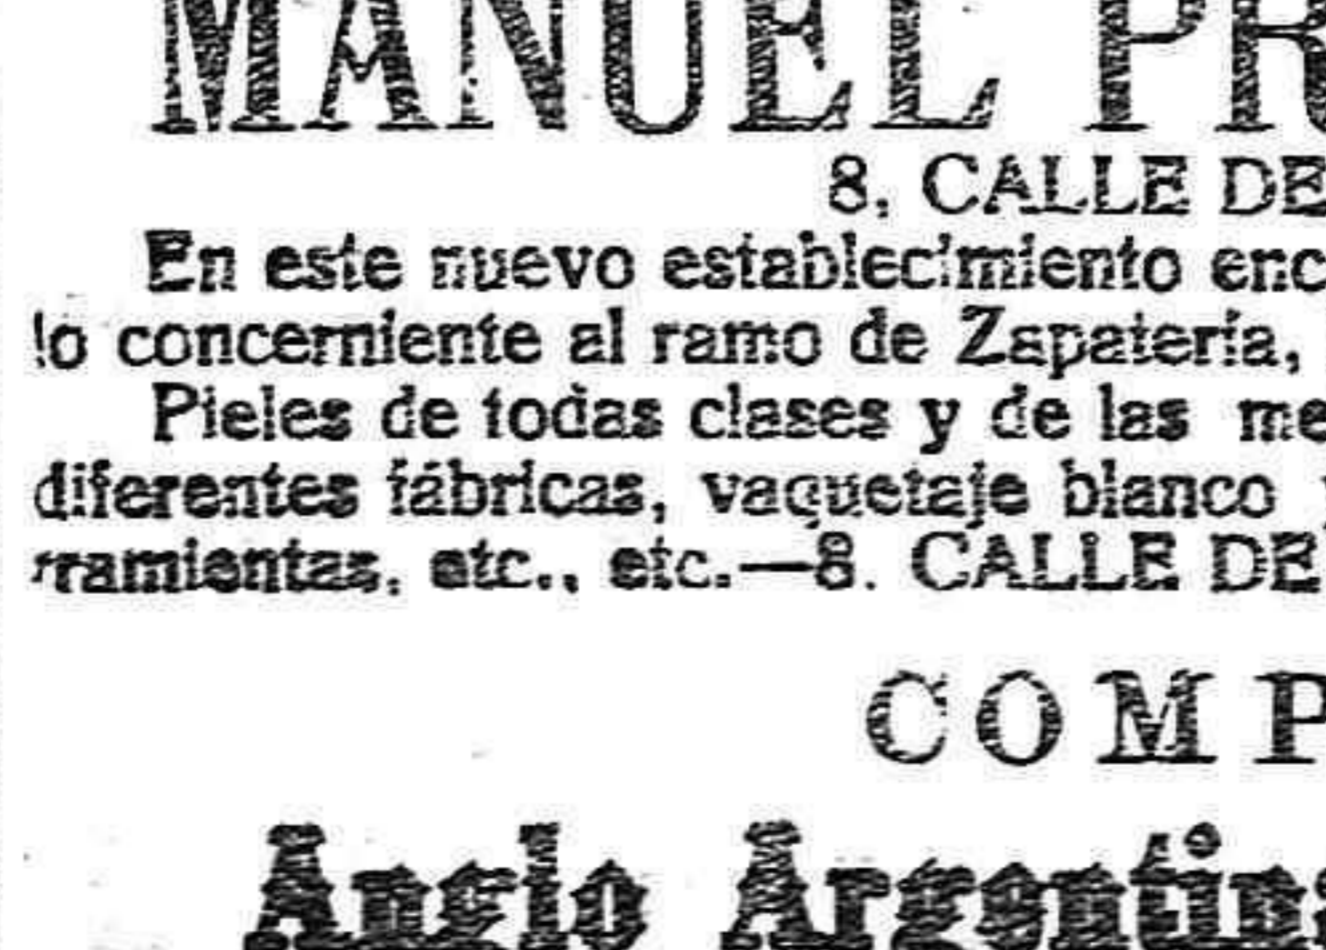 MANUEL PR
8, CALLE DE
En este nuevo establecimiento enc
lo concerniente al ramo de Zapatería,
Pieles de todas clases y de las me
diferentes fábricas, vaquetaje blanco y
rramientas, etc., etc.—8. CALLE DE
COMP
Anglo Argentina